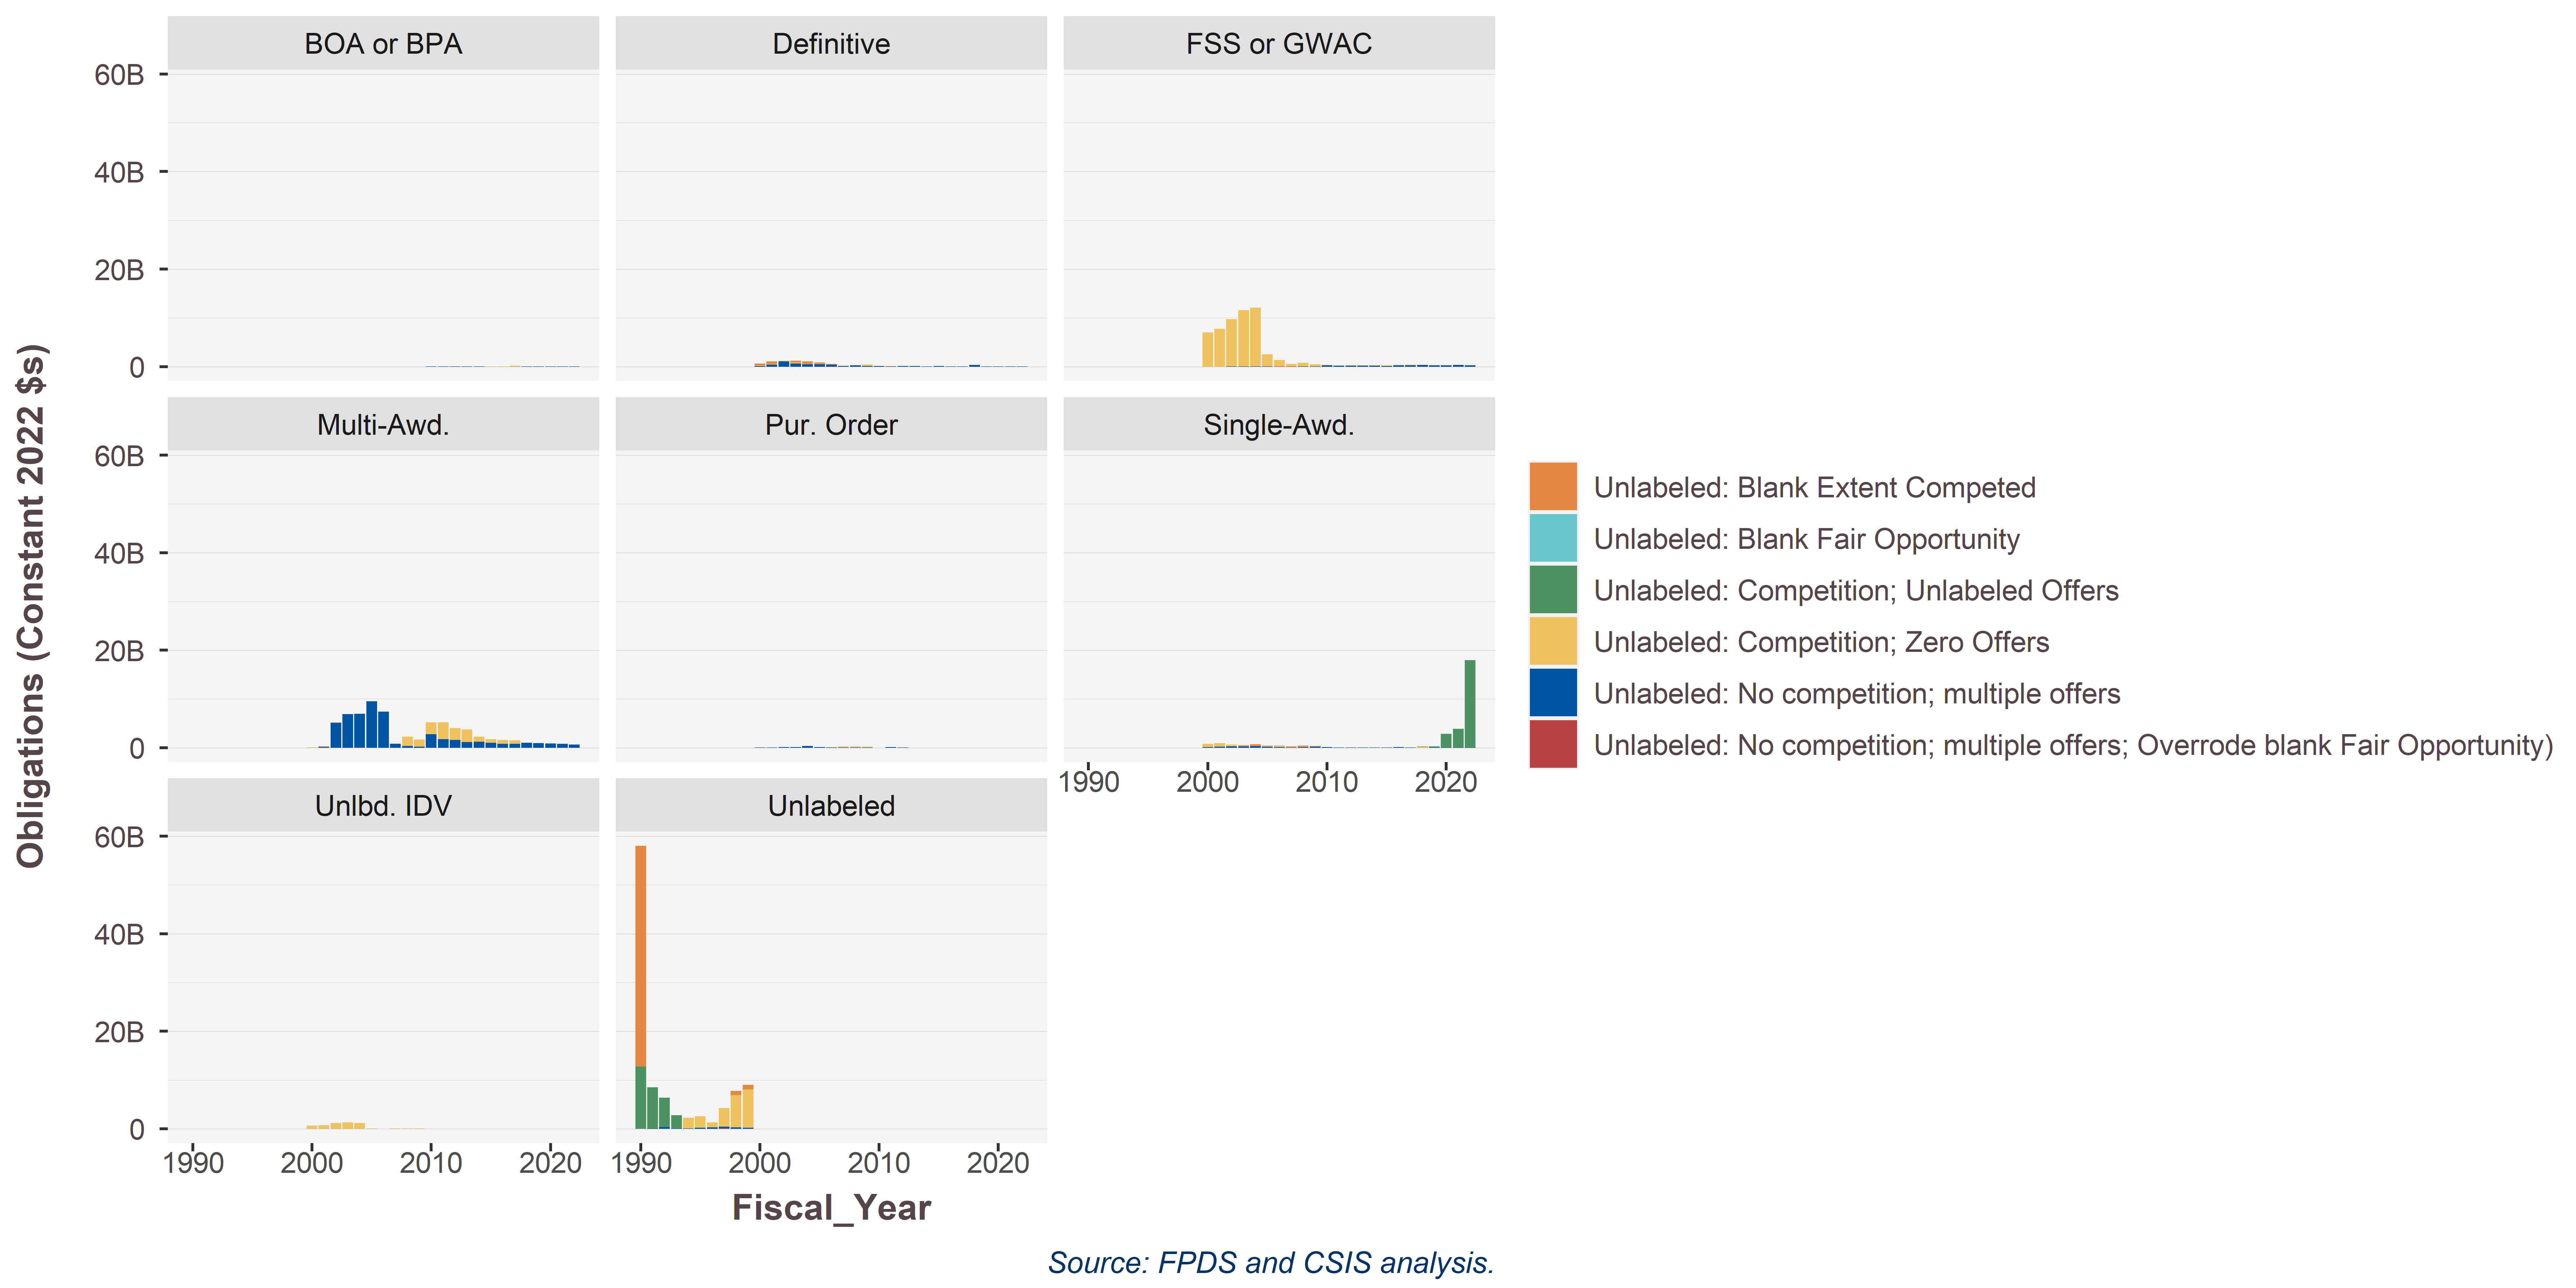 BOA or BPA
Definitive
FSS or GWAC
60B
40B
20B
0
Multi-Awd.
Pur. Order
Single-Awd.
60B
40B
20B
0
1990
2000
2010
2020
Unlbd. IDV
Unlabeled
60B
40B
20B
0
1990
2000
2010
2020
1990
2000
2010
2020
Fiscal_Year
Obligations (Constant 2022 $s)
Unlabeled: Blank Extent Competed
Unlabeled: Blank Fair Opportunity
Unlabeled: Competition; Unlabeled Offers
Unlabeled: Competition; Zero Offers
Unlabeled: No competition; multiple offers
Unlabeled: No competition; multiple offers; Overrode blank Fair Opportunity)
Source: FPDS and CSIS analysis.